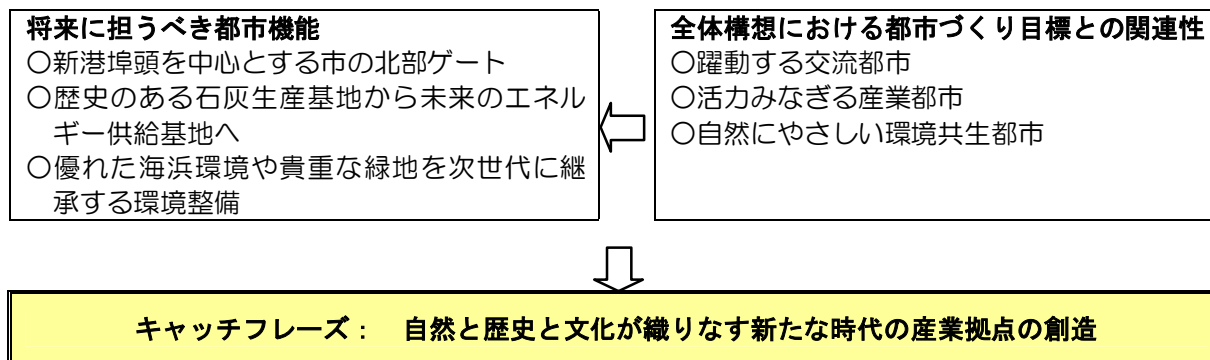 将来に担うべき都市機能
○新港埠頭を中心とする市の北部ゲート
○歴史のある石灰生産基地から未来のエネル
ギー供給基地へ
○優れた海浜環境や貴重な緑地を次世代に継
承する環境整備
全体構想における都市づくり目標との関連性
○躍動する交流都市
○活力みなぎる産業都市
○自然にやさしい環境共生都市
キャッチフレーズ： 自然と歴史と文化が織りなす新たな時代の産業拠点の創造